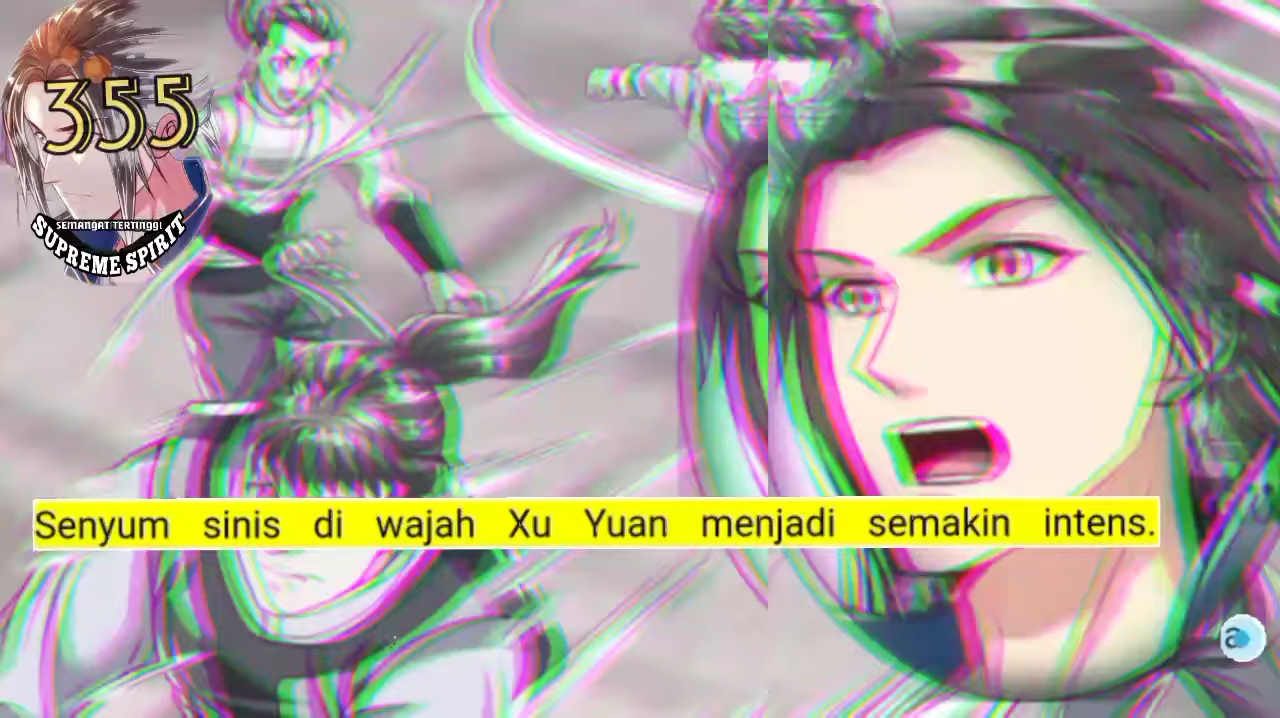 355
SEMANGAT TERTINGGI
SUPREME SPIRIT
Senyum sinis di wajah Xu Yuan menjadi semakin intens.
a